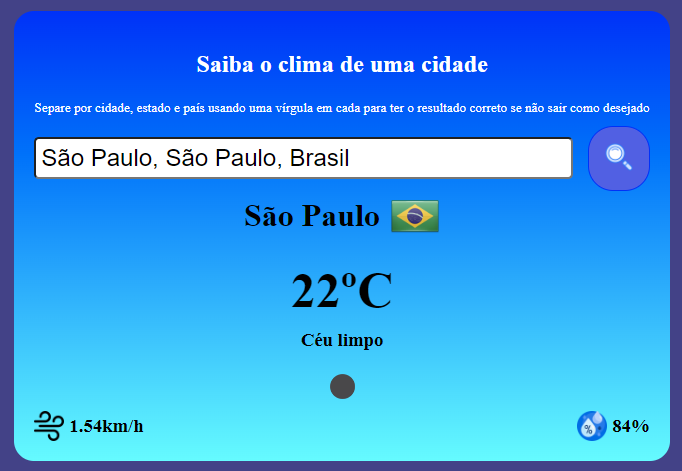 Saiba o clima de uma cidade
Separe por cidade, estado e país usando uma vírgula em cada para ter o resultado correto se não sair como desejado
São Paulo, São Paulo, Brasil
São Paulo
22°C
Céu limpo
1.54km/h
%
84%